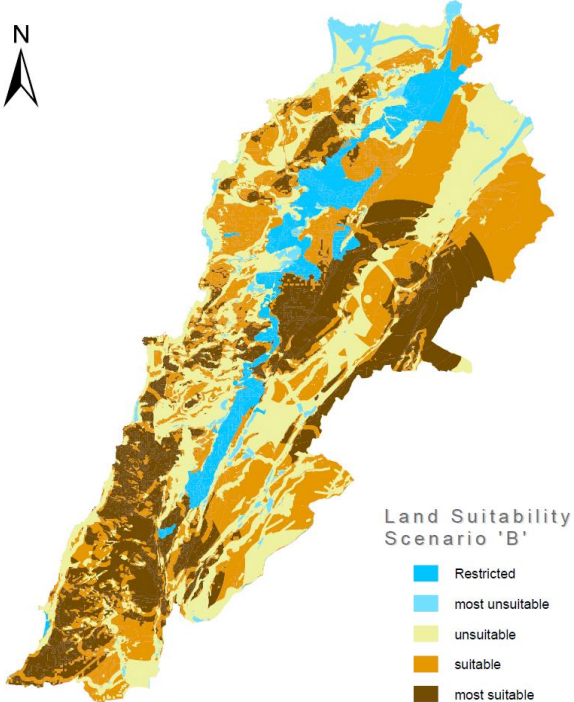 N
Land Suitability
Scenario 'B'
Restricted
most unsuitable
unsuitable
suitable
most suitable